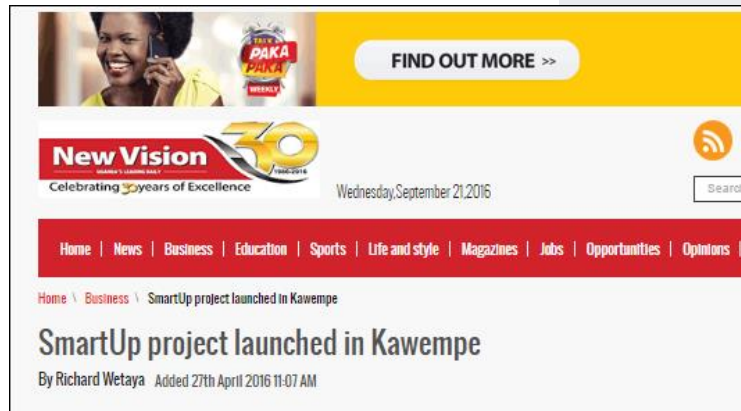 TALK
PAKA
PAKA
WEEKLY
FIND OUT MORE >>
New Vision
UGANDA'S LEADING DAILY
30
1986-2016
Celebrating 30years of Excellence
Wednesday,September 21,2016
Searc
Home | News | Business | Education | Sports | Life and style | Magazines | Jobs | Opportunities | Opinions |
Home \ Business \ SmartUp project launched in Kawempe
SmartUp project launched in Kawempe
By Richard Wetaya Added 27th April 2016 11:07 AM